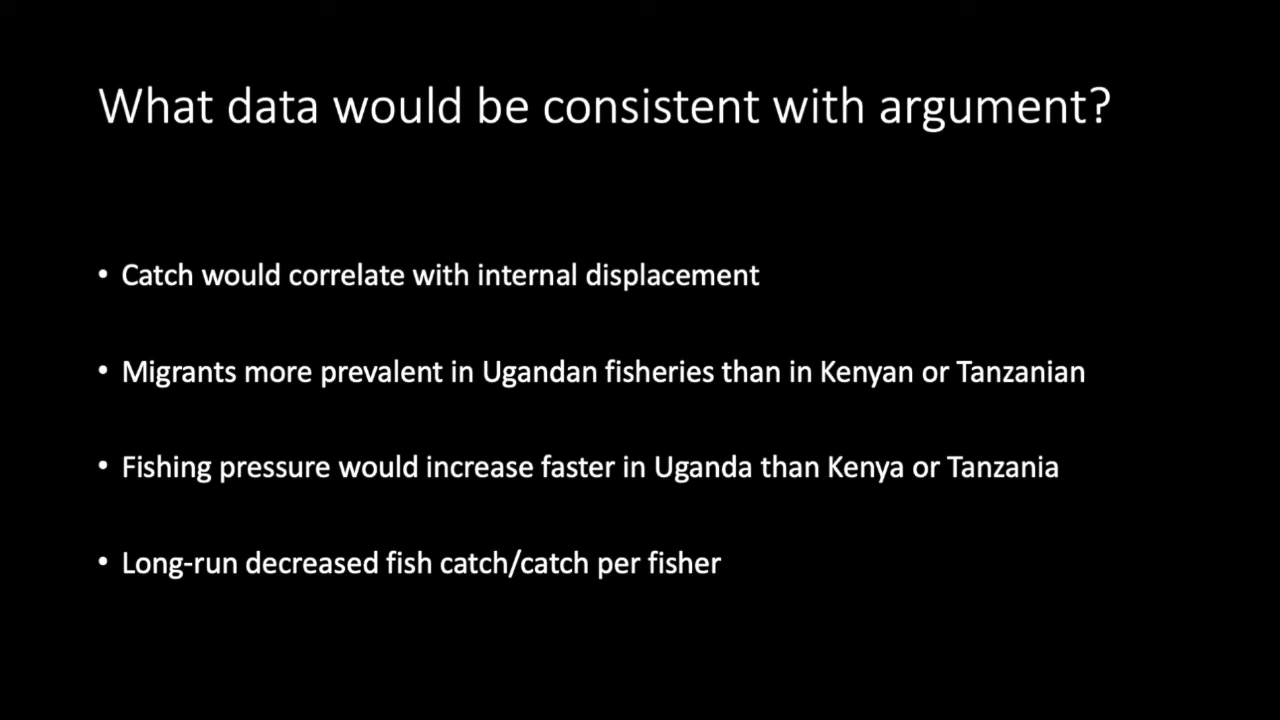 What data would be consistent with argument?
• Catch would correlate with internal displacement
• Migrants more prevalent in Ugandan fisheries than in Kenyan or Tanzanian
• Fishing pressure would increase faster in Uganda than Kenya or Tanzania
• Long-run decreased fish catch/catch per fisher